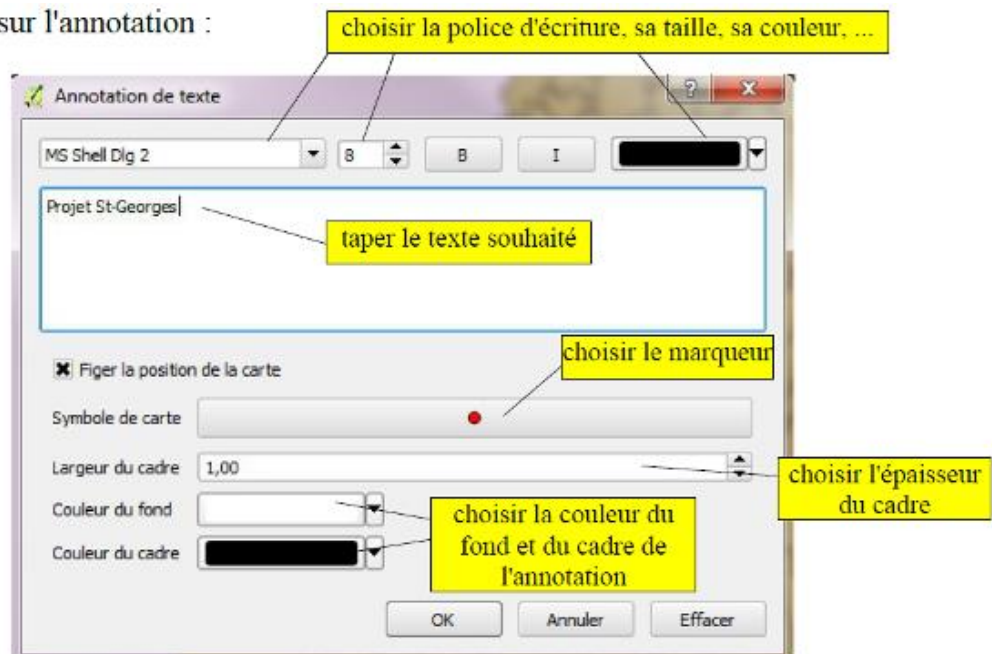 sur l'annotation :
choisir la police d'écriture, sa taille, sa couleur, ...
Annotation de texte
?
X
MS Shell Dlg 2
8
B
I
Projet St-Georges
taper le texte souhaité
choisir le marqueur
Figer la position de la carte
Symbole de carte
Largeur du cadre
1,00
choisir l'épaisseur
du cadre
Couleur du fond
choisir la couleur du
fond et du cadre de
l'annotation
Couleur du cadre
OK
Annuler
Effacer